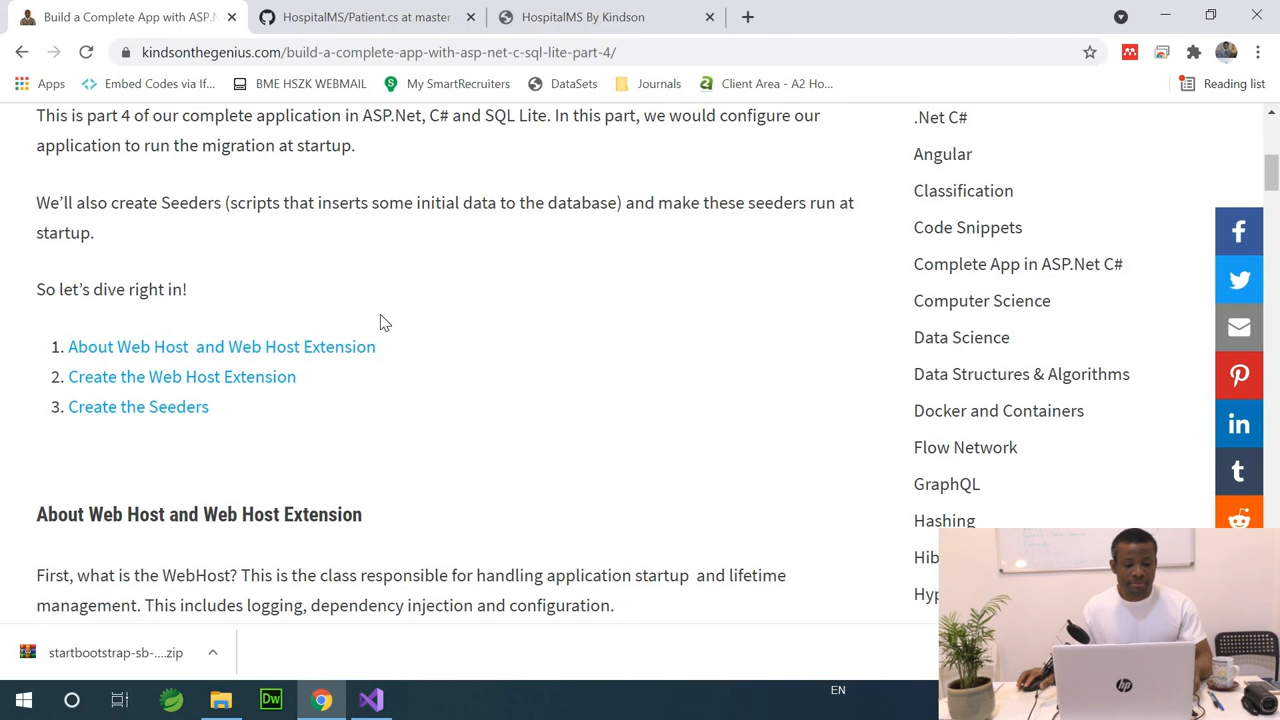 Build a Complete App with ASP.N
HospitalMS/Patient.cs at master
HospitalMS By Kindson
kindsonthegenius.com/build-a-complete-app-with-asp-net-c-sql-lite-part-4/
Apps
Embed Codes via If...
BME HSZK WEBMAIL
My SmartRecruiters
DataSets
Journals
Client Area - A2 Ho...
Reading list
This is part 4 of our complete application in ASP.Net, C# and SQL Lite. In this part, we would configure our
application to run the migration at startup.
We’ll also create Seeders (scripts that inserts some initial data to the database) and make these seeders run at
startup.
So let’s dive right in!
1. About Web Host and Web Host Extension
2. Create the Web Host Extension
3. Create the Seeders
About Web Host and Web Host Extension
First, what is the WebHost? This is the class responsible for handling application startup and lifetime
management. This includes logging, dependency injection and configuration.
.Net C#
Angular
Classification
Code Snippets
Complete App in ASP.Net C#
Computer Science
Data Science
Data Structures & Algorithms
Docker and Containers
Flow Network
GraphQL
Hashing
Hib
Hyp
startbootstrap-sb-....zip
Dw
EN
hp